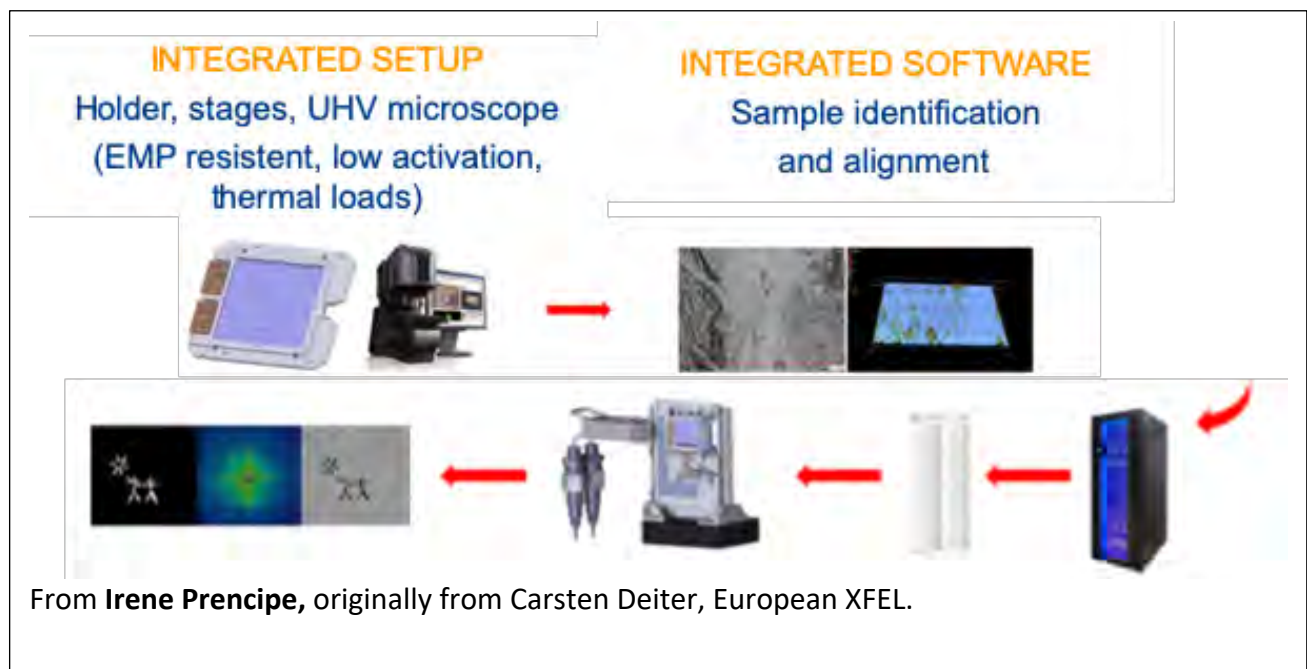 INTEGRATED SETUP
Holder, stages, UHV microscope
(EMP resistent, low activation,
thermal loads)
INTEGRATED SOFTWARE
Sample identification
and alignment
From Irene Prencipe, originally from Carsten Deiter, European XFEL.